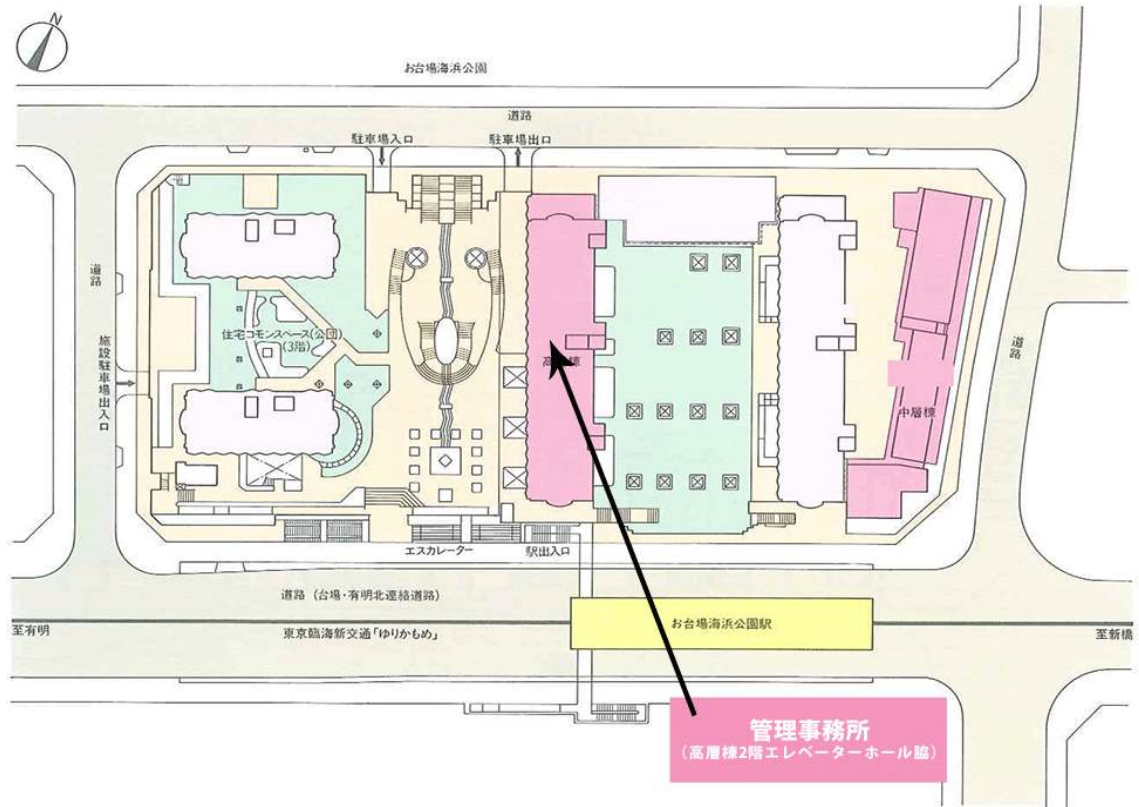 N
お台場海浜公園
道路
駐車場入口
駐車場出口
道路
住宅コモンスペース(公団)
(3階)
施設駐車場出入口
高層棟
道路
中層棟
エスカレーター
駅出入口
道路 (台場・有明北連絡道路)
至有明
東京臨海新交通「ゆりかもめ」
お台場海浜公園駅
至新橋
管理事務所
(高層棟2階エレベーターホール脇)